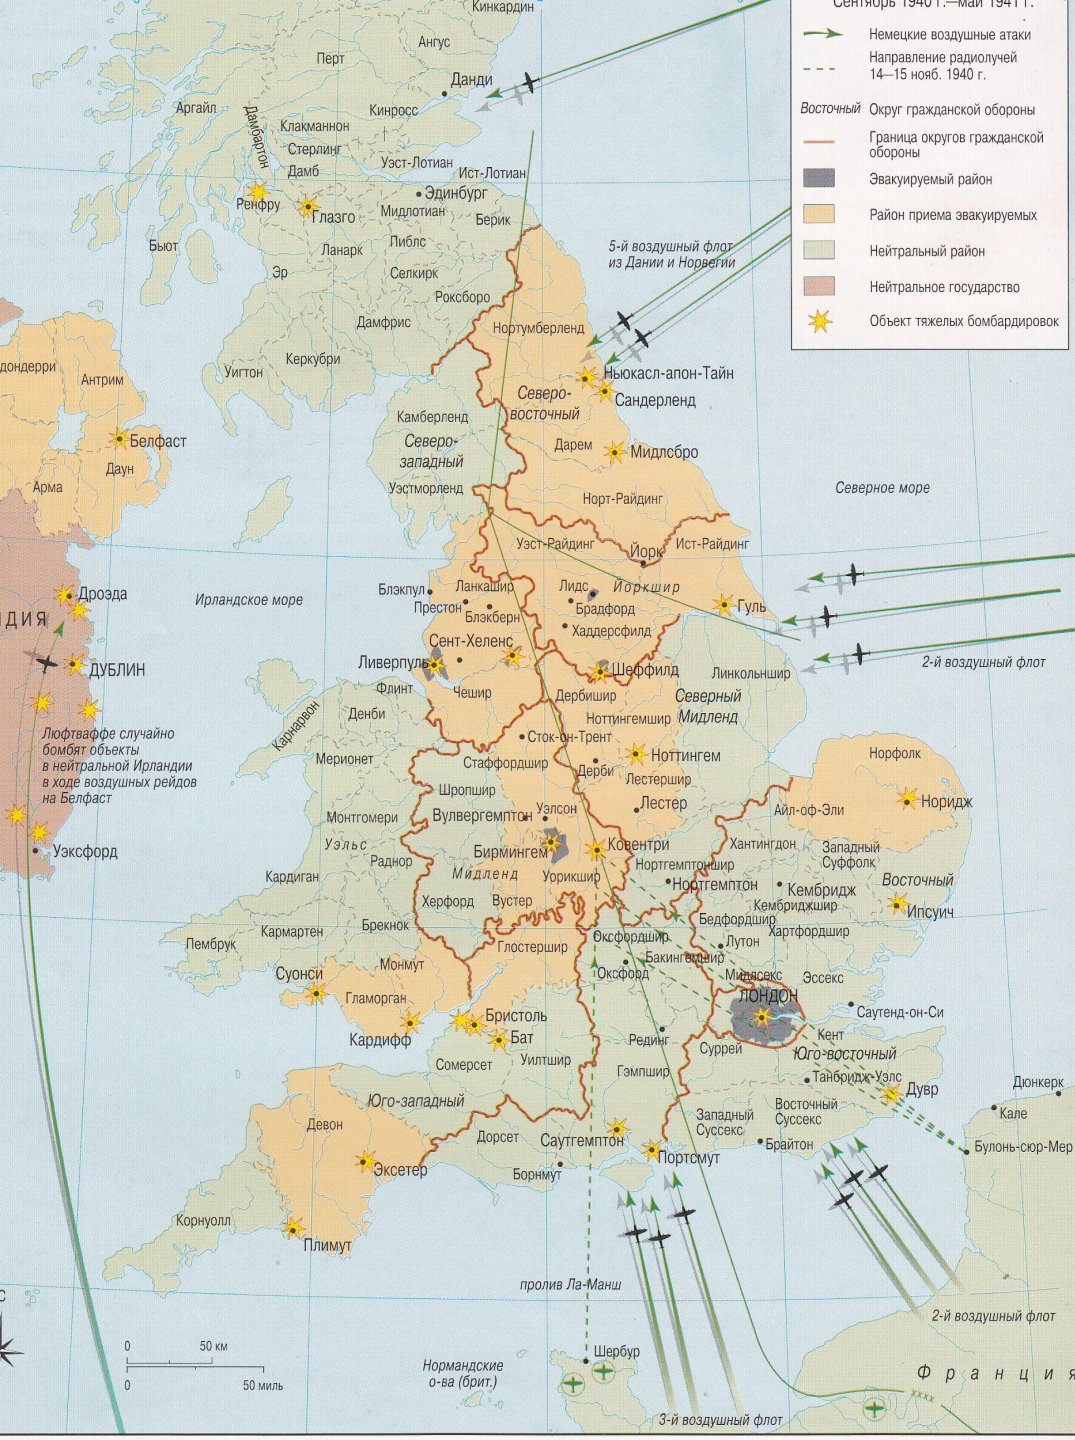 Сентябрь 1940 г.—май 1941 г.
Немецкие воздушные атаки
Направление радиолучей
14—15 нояб. 1940 г.
Восточный
Округ гражданской обороны
Граница округов гражданской
обороны
Эвакуируемый район
Район приема эвакуируемых
Нейтральный район
Нейтральное государство
Объект тяжелых бомбардировок
Кинкардин
Ангус
Перт
Данди
Аргайл
Дамбартон
Кинросс
Клакманнон
Стерлинг
Дамб
Уэст-Лотиан
Ист-Лотиан
Ренфру
Глазго
Эдинбург
Мидлотиан
Берик
Бьют
Ланарк
Пиблс
Эр
Селкирк
Роксборо
5-й воздушный флот
из Дании и Норвегии
Дамфрис
Нортумберленд
Уигтон
Керкубри
дондерри
Антрим
Ньюкасл-апон-Тайн
Сандерленд
Северо-
восточный
Камберленд
Северо-
западный
Белфаст
Даун
Арма
Дарем
Мидлсбро
Уэстморленд
Норт-Райдинг
Северное море
Уэст-Райдинг
Йорк
Ист-Райдинг
Ирландское море
Блэкпул
Ланкашир
Престон
Блэкберн
Лидс
Йоркшир
Брадфорд
Хаддерсфилд
Гуль
Дроэда
ДИЯ
ДУБЛИН
Сент-Хеленс
Ливерпуль
Шеффилд
2-й воздушный флот
Флинт
Чешир
Дербишир
Линкольншир
Северный
Мидленд
Карнарвон
Денби
Ноттингемшир
Люфтваффе случайно
бомбят объекты
в нейтральной Ирландии
в ходе воздушных рейдов
на Белфаст
Сток-он-Трент
Мерионет
Стаффордшир
Дерби
Ноттингем
Лестершир
Норфолк
Шропшир
Уэлсон
Лестер
Айл-оф-Эли
Норидж
Монтгомери
Вулвергемптон
Уэксфорд
Уэльс
Раднор
Бирмингем
Ковентри
Хантингдон
Западный
Суффолк
Кардиган
Мидленд
Уорикшир
Нортгемптоншир
Нортгемптон
Кембридж
Восточный
Херфорд
Вустер
Кембриджшир
Ипсуич
Брекнок
Бедфордшир
Хартфордшир
Пембрук
Кармартен
Глостершир
Оксфордшир
Лутон
Бакингемшир
Монмут
Суонси
Оксфорд
Мидлсекс
Эссекс
Гламорган
ЛОНДОН
Бристоль
Саутенд-он-Си
Кардифф
Бат
Рединг
Кент
Суррей
Юго-восточный
Сомерсет
Уилтшир
Гэмпшир
Танбридж-Уэлс
Дувр
Дюнкерк
Юго-западный
Кале
Девон
Дорсет
Саутгемптон
Западный
Суссекс
Восточный
Суссекс
Брайтон
Булонь-сюр-Мер
Эксетер
Борнмут
Портсмут
Корнуолл
Плимут
пролив Ла-Манш
С
2-й воздушный флот
0
50 км
0
50 миль
Шербур
Нормандские
о-ва (брит.)
Франция
3-й воздушный флот